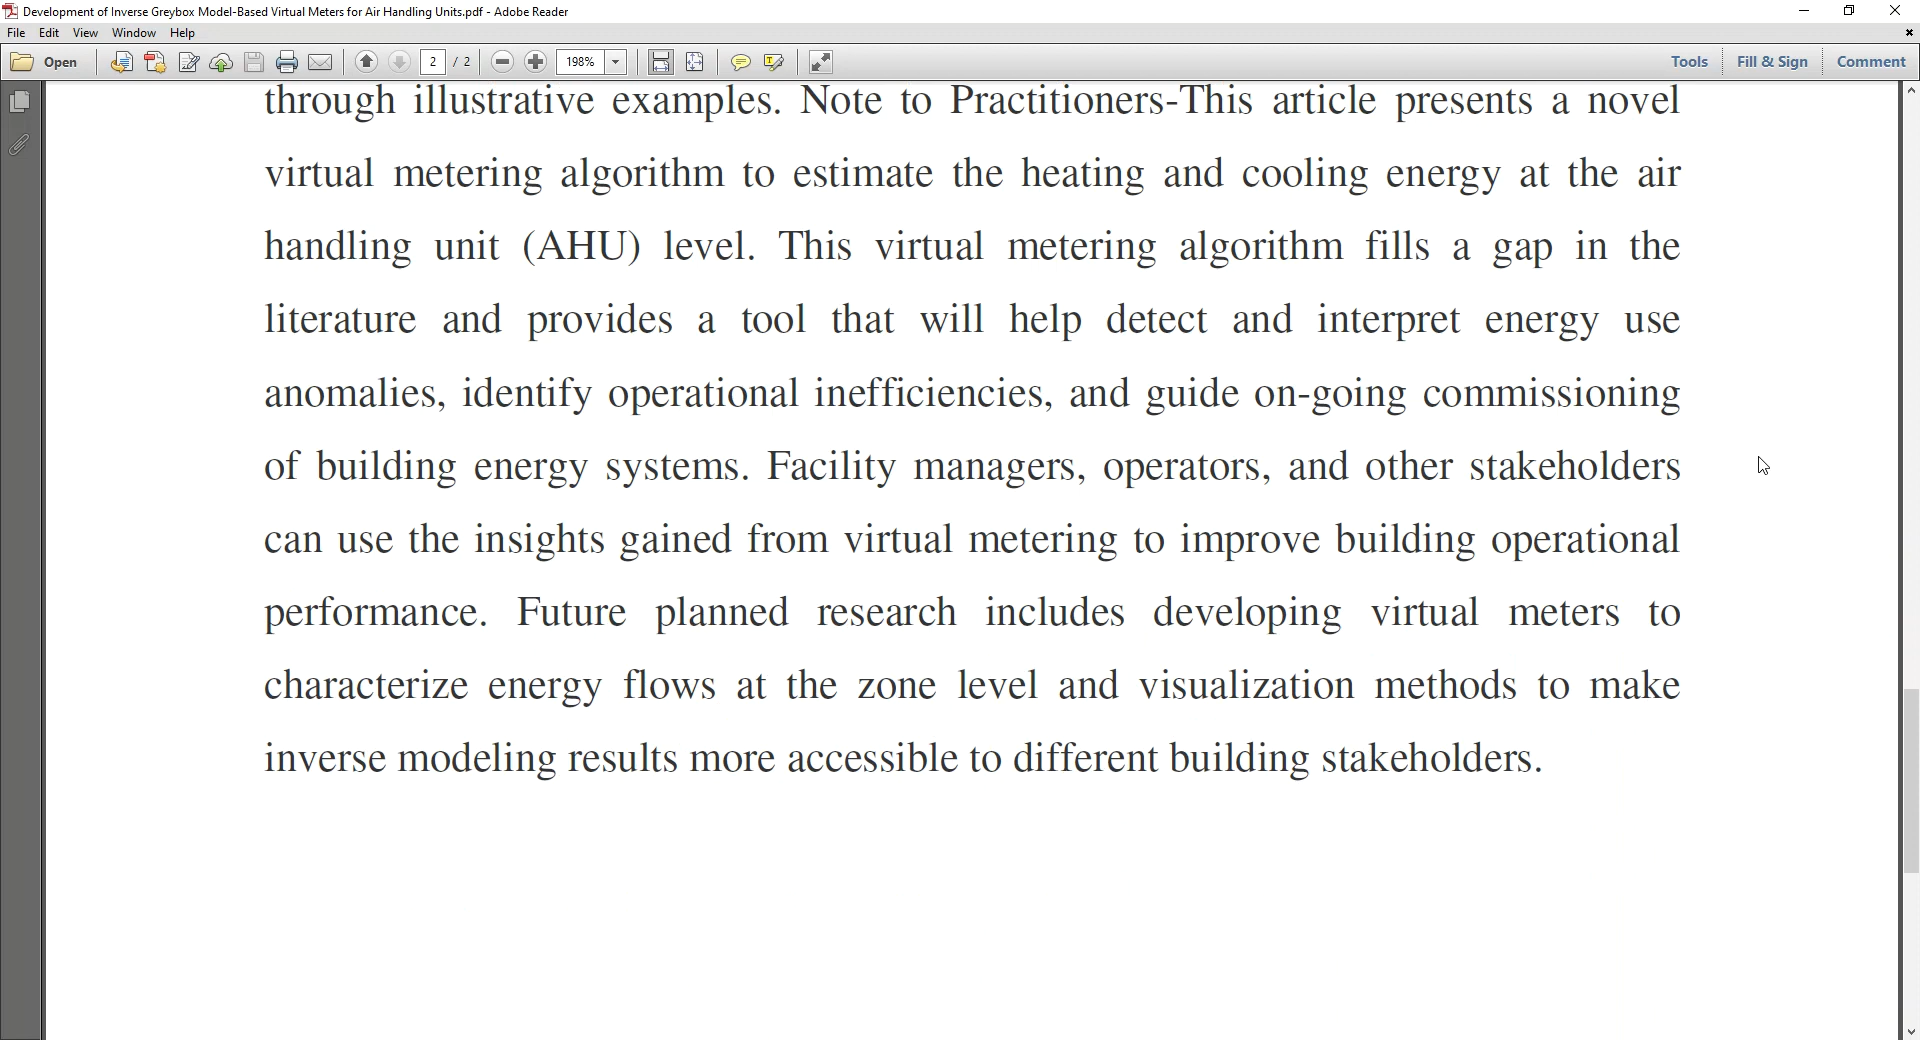 Development of Inverse Greybox Model-Based Virtual Meters for Air Handling Units.pdf - Adobe Reader
File Edit View Window Help
Open 2 / 2 198% Tools Fill & Sign Comment
through illustrative examples. Note to Practitioners-This article presents a novel
virtual metering algorithm to estimate the heating and cooling energy at the air
handling unit (AHU) level. This virtual metering algorithm fills a gap in the
literature and provides a tool that will help detect and interpret energy use
anomalies, identify operational inefficiencies, and guide on-going commissioning
of building energy systems. Facility managers, operators, and other stakeholders
can use the insights gained from virtual metering to improve building operational
performance. Future planned research includes developing virtual meters to
characterize energy flows at the zone level and visualization methods to make
inverse modeling results more accessible to different building stakeholders.